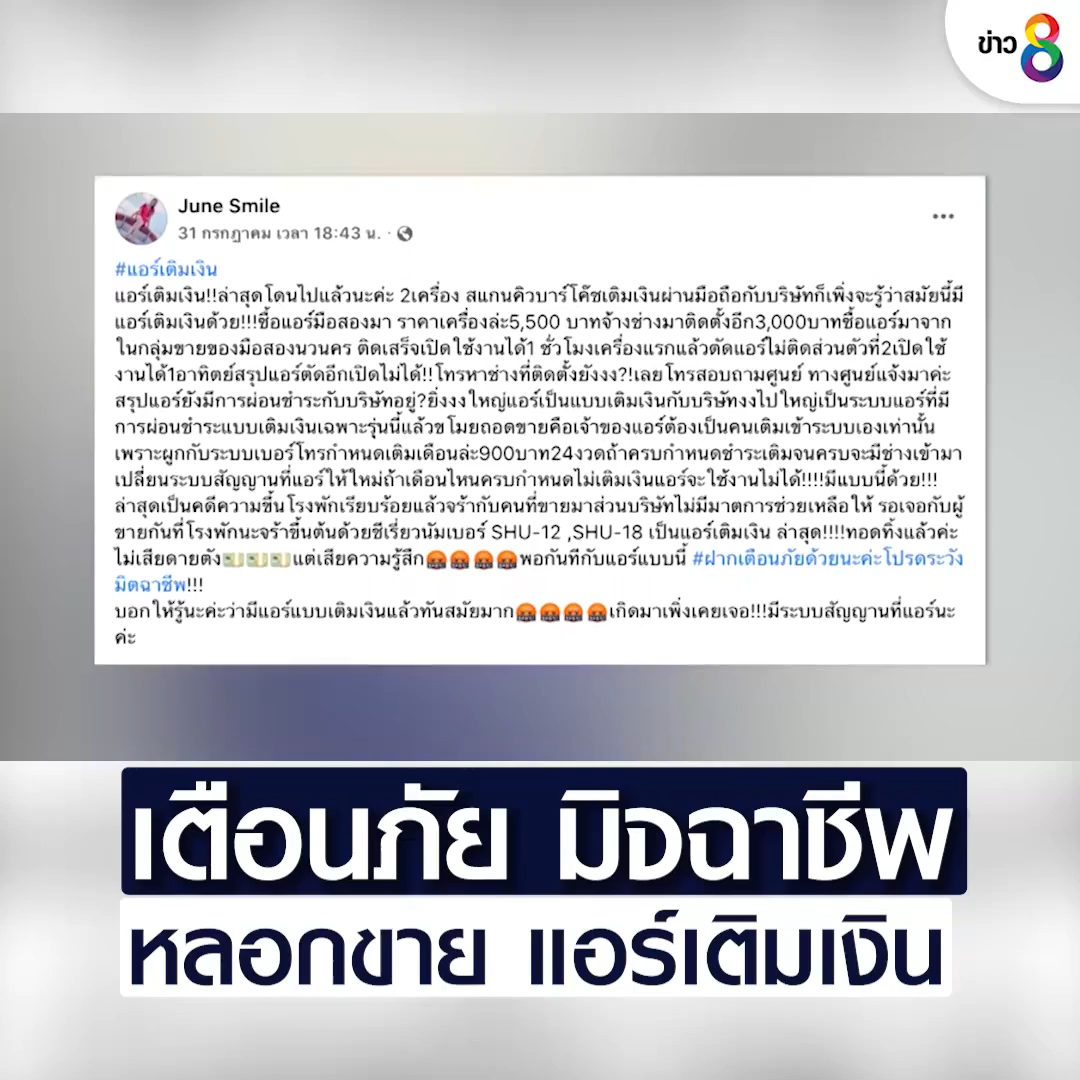 ข่าว 8
June Smile
31 กรกฎาคม เวลา 18:43 น. ·
#แอร์เติมเงิน
แอร์เติมเงิน!!ล่าสุดโดนไปแล้วนะค่ะ 2เครื่อง สแกนคิวบาร์โค๊ชเติมเงินผ่านมือถือกับบริษัทก็เพิ่งจะรู้ว่าสมัยนี้มี
แอร์เติมเงินด้วย!!!ซื้อแอร์มือสองมา ราคาเครื่องล่ะ5,500 บาทจ้างช่างมาติดตั้งอีก3,000บาทซื้อแอร์มาจาก
ในกลุ่มขายของมือสองนวนคร ติดเสร็จเปิดใช้งานได้1 ชั่วโมงเครื่องแรกแล้วตัดแอร์ไม่ติดส่วนตัวที่2เปิดใช้
งานได้1อาทิตย์สรุปแอร์ตัดอีกเปิดไม่ได้!!โทรหาช่างที่ติดตั้งยังงง?!เลยโทรสอบถามศูนย์ ทางศูนย์แจ้งมาค่ะ
สรุปแอร์ยังมีการผ่อนชำระกับบริษัทอยู่?ยิ่งงงใหญ่แอร์เป็นแบบเติมเงินกับบริษัทงงไปใหญ่เป็นระบบแอร์ที่มี
การผ่อนชำระแบบเติมเงินเฉพาะรุ่นนี้แล้วขโมยถอดขายคือเจ้าของแอร์ต้องเป็นคนเติมเข้าระบบเองเท่านั้น
เพราะผูกกับระบบเบอร์โทรกำหนดเติมเดือนล่ะ900บาท24งวดถ้าครบกำหนดชำระเติมจนครบจะมีช่างเข้ามา
เปลี่ยนระบบสัญญานที่แอร์ให้ใหม่ถ้าเดือนไหนครบกำหนดไม่เติมเงินแอร์จะใช้งานไม่ได้!!!!มีแบบนี้ด้วย!!!
ล่าสุดเป็นคดีความขึ้นโรงพักเรียบร้อยแล้วจร้ากับคนที่ขายมาส่วนบริษัทไม่มีมาตการช่วยเหลือให้ รอเจอกับผู้
ขายกันที่โรงพักนะจร้าขึ้นต้นด้วยซีเรี่ยวนัมเบอร์ SHU-12 ,SHU-18 เป็นแอร์เติมเงิน ล่าสุด!!!!ทอดทิ้งแล้วค่ะ
ไม่เสียดายตัง💵💵💵แต่เสียความรู้สึก🤬🤬🤬🤬พอกันทีกับแอร์แบบนี้ #ฝากเตือนภัยด้วยนะค่ะโปรดระวัง
มิตฉาชีพ!!!
บอกให้รู้นะค่ะว่ามีแอร์แบบเติมเงินแล้วทันสมัยมาก🤬🤬🤬🤬เกิดมาเพิ่งเคยเจอ!!!มีระบบสัญญานที่แอร์นะ
ค่ะ
เตือนภัย มิจฉาชีพ
หลอกขาย แอร์เติมเงิน